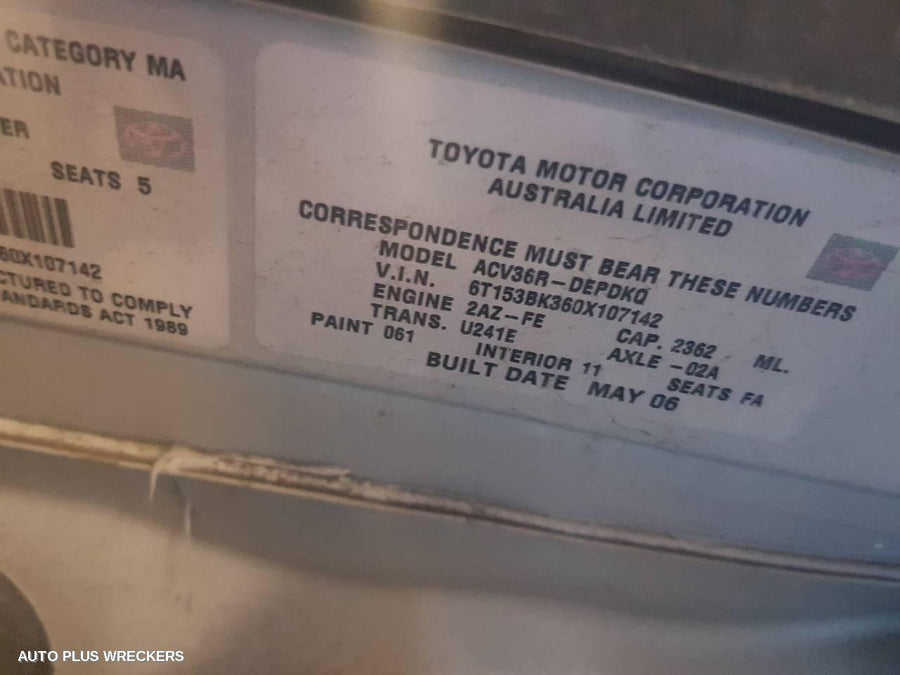 CATEGORY MA
ATION
ER
SEATS 5
60X107142
CTURED TO COMPLY
ANDARDS ACT 1989
TOYOTA MOTOR CORPORATION
AUSTRALIA LIMITED
CORRESPONDENCE MUST BEAR THESE NUMBERS
MODEL ACV36R-DEPDKQ
V.I.N. 6T153BK360X107142
ENGINE 2AZ-FE CAP. 2362 ML.
TRANS. U241E AXLE -02A
PAINT 061 INTERIOR 11 SEATS FA
BUILT DATE MAY 06
AUTO PLUS WRECKERS